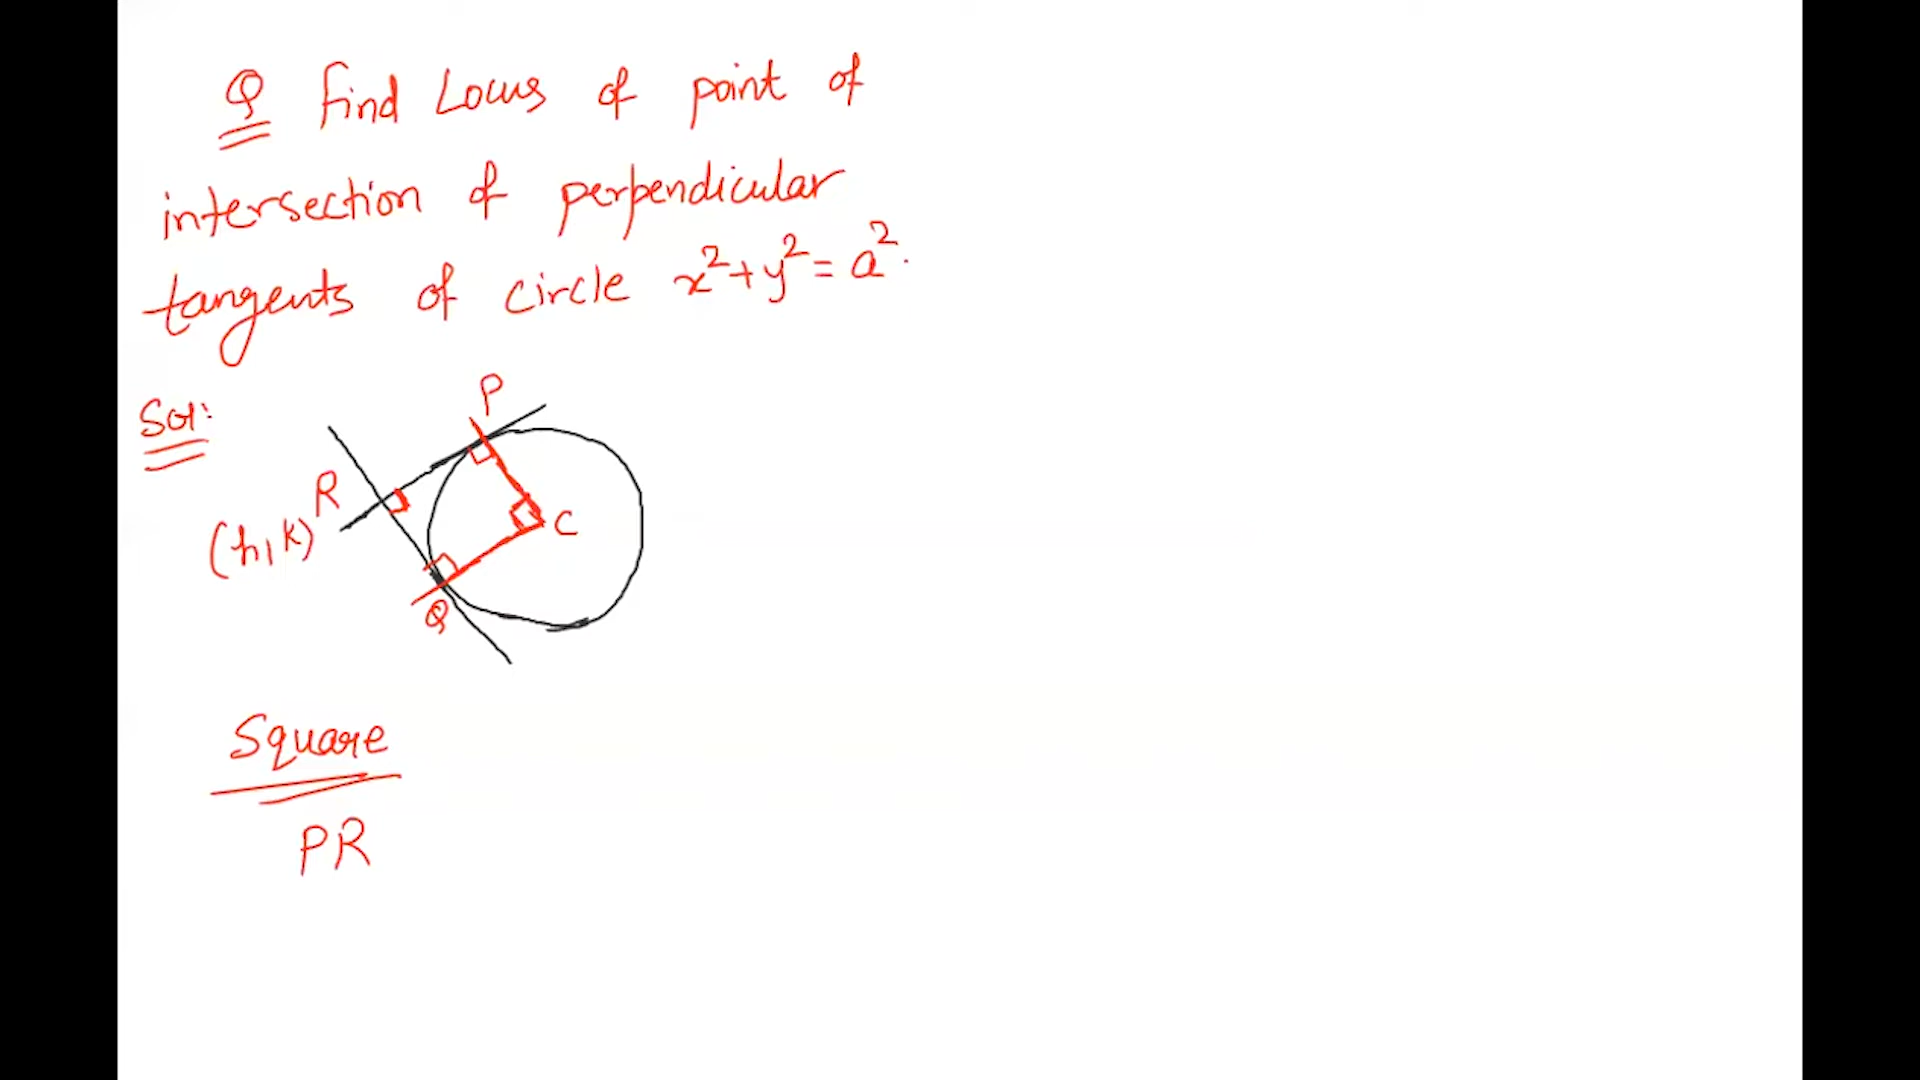 Q Find Locus of point of
intersection of perpendicular
tangents of circle x²+y²=a².
Sol:
P
R
(h,k)
C
Q
Square
PR